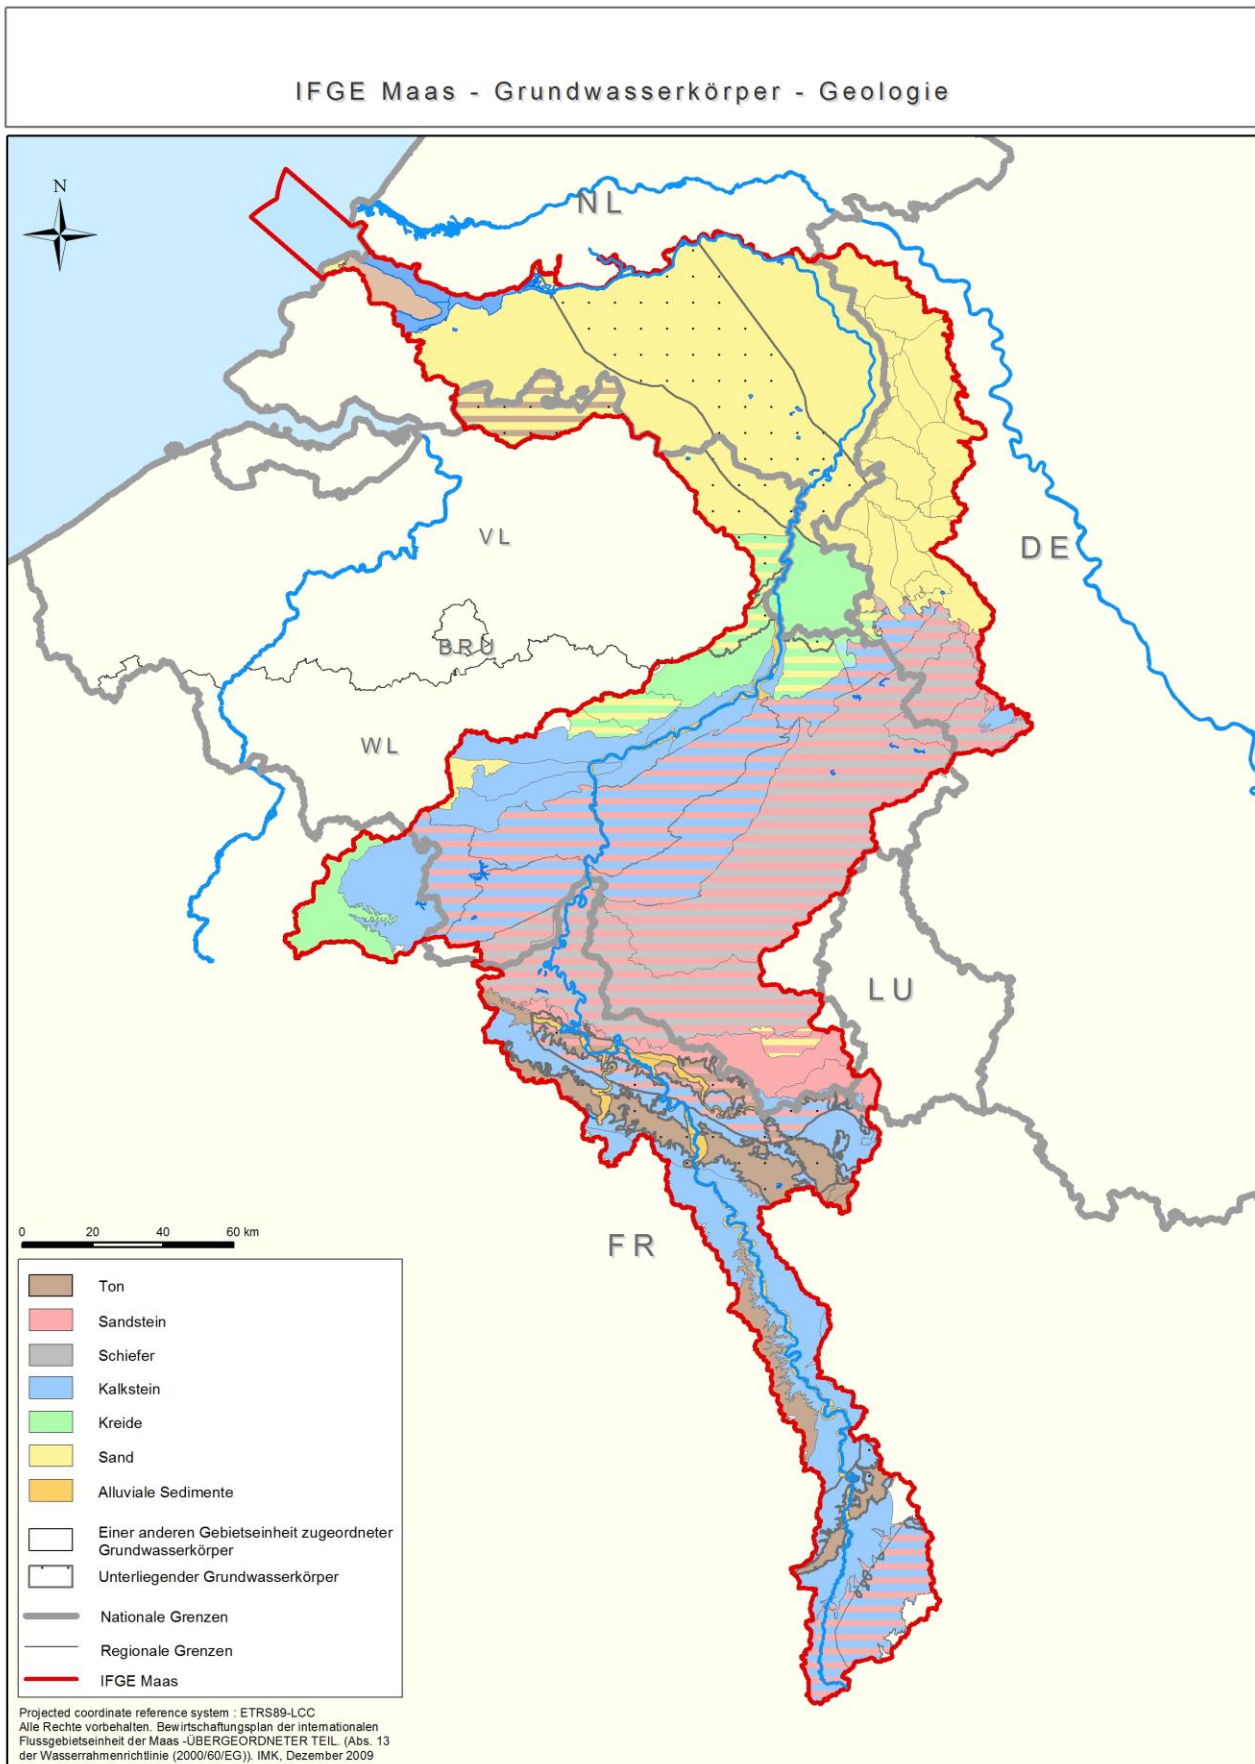 IFGE Maas - Grundwasserkörper - Geologie
N
NL
DE
VL
BRU
WL
LU
FR
0 20 40 60 km
Ton
Sandstein
Schiefer
Kalkstein
Kreide
Sand
Alluviale Sedimente
Einer anderen Gebietseinheit zugeordneter
Grundwasserkörper
Unterliegender Grundwasserkörper
Nationale Grenzen
Regionale Grenzen
IFGE Maas
Projected coordinate reference system : ETRS89-LCC
Alle Rechte vorbehalten. Bewirtschaftungsplan der internationalen
Flussgebietseinheit der Maas -ÜBERGEORDNETER TEIL. (Abs. 13
der Wasserrahmenrichtlinie (2000/60/EG)). IMK, Dezember 2009